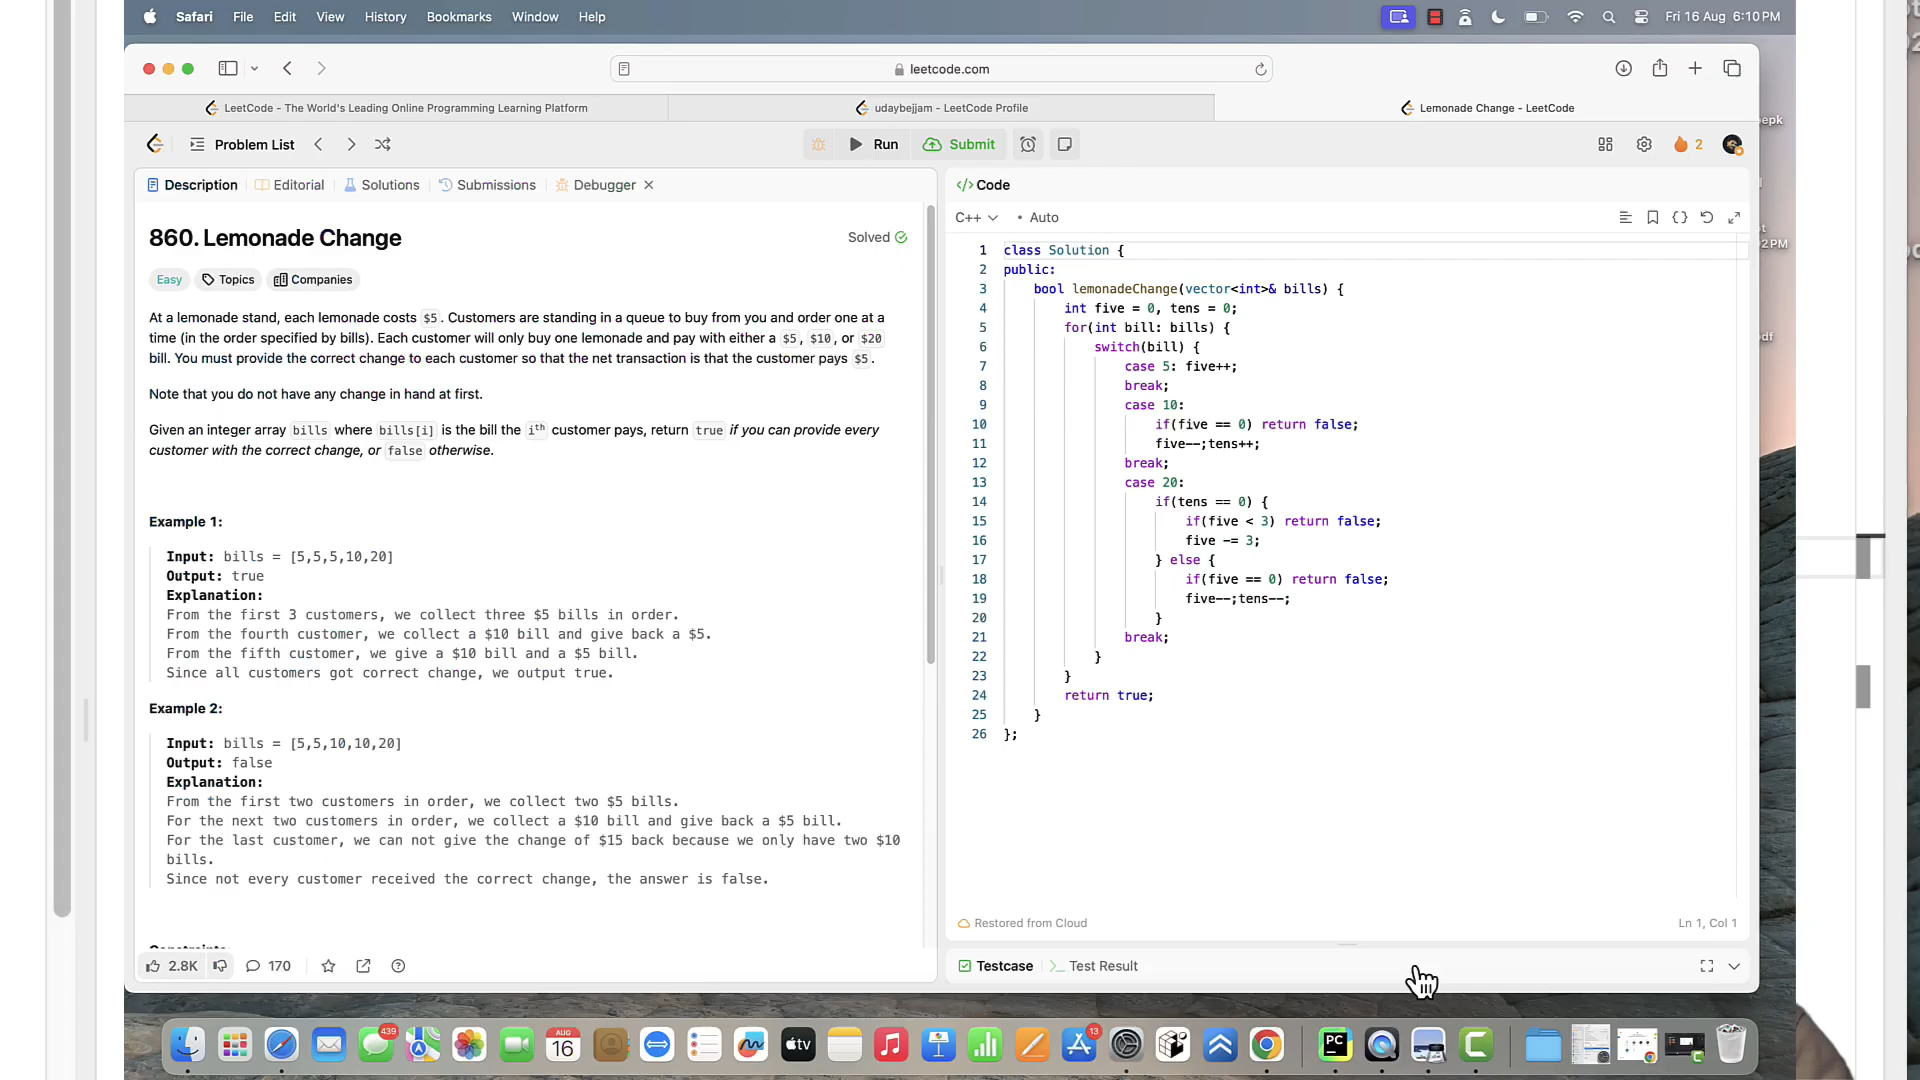 Safari File Edit View History Bookmarks Window Help Fri 16 Aug 6:10 PM
leetcode.com
LeetCode - The World's Leading Online Programming Learning Platform
udaybejjam - LeetCode Profile
Lemonade Change - LeetCode
Problem List Run Submit 2
Description Editorial Solutions Submissions Debugger
860. Lemonade Change
Solved
Easy Topics Companies
At a lemonade stand, each lemonade costs $5. Customers are standing in a queue to buy from you and order one at a
time (in the order specified by bills). Each customer will only buy one lemonade and pay with either a $5, $10, or $20
bill. You must provide the correct change to each customer so that the net transaction is that the customer pays $5.
Note that you do not have any change in hand at first.
Given an integer array bills where bills[i] is the bill the ith customer pays, return true if you can provide every
customer with the correct change, or false otherwise.
Example 1:
Input: bills = [5,5,5,10,20]
Output: true
Explanation:
From the first 3 customers, we collect three $5 bills in order.
From the fourth customer, we collect a $10 bill and give back a $5.
From the fifth customer, we give a $10 bill and a $5 bill.
Since all customers got correct change, we output true.
Example 2:
Input: bills = [5,5,10,10,20]
Output: false
Explanation:
From the first two customers in order, we collect two $5 bills.
For the next two customers in order, we collect a $10 bill and give back a $5 bill.
For the last customer, we can not give the change of $15 back because we only have two $10
bills.
Since not every customer received the correct change, the answer is false.
Constraints:
2.8K 170
</> Code
C++ • Auto
1 class Solution {
2 public:
3 bool lemonadeChange(vector<int>& bills) {
4 int five = 0, tens = 0;
5 for(int bill: bills) {
6 switch(bill) {
7 case 5: five++;
8 break;
9 case 10:
10 if(five == 0) return false;
11 five--;tens++;
12 break;
13 case 20:
14 if(tens == 0) {
15 if(five < 3) return false;
16 five -= 3;
17 } else {
18 if(five == 0) return false;
19 five--;tens--;
20 }
21 break;
22 }
23 }
24 return true;
25 }
26 };
Restored from Cloud Ln 1, Col 1
Testcase Test Result
439
AUG
16
tv
13
PC